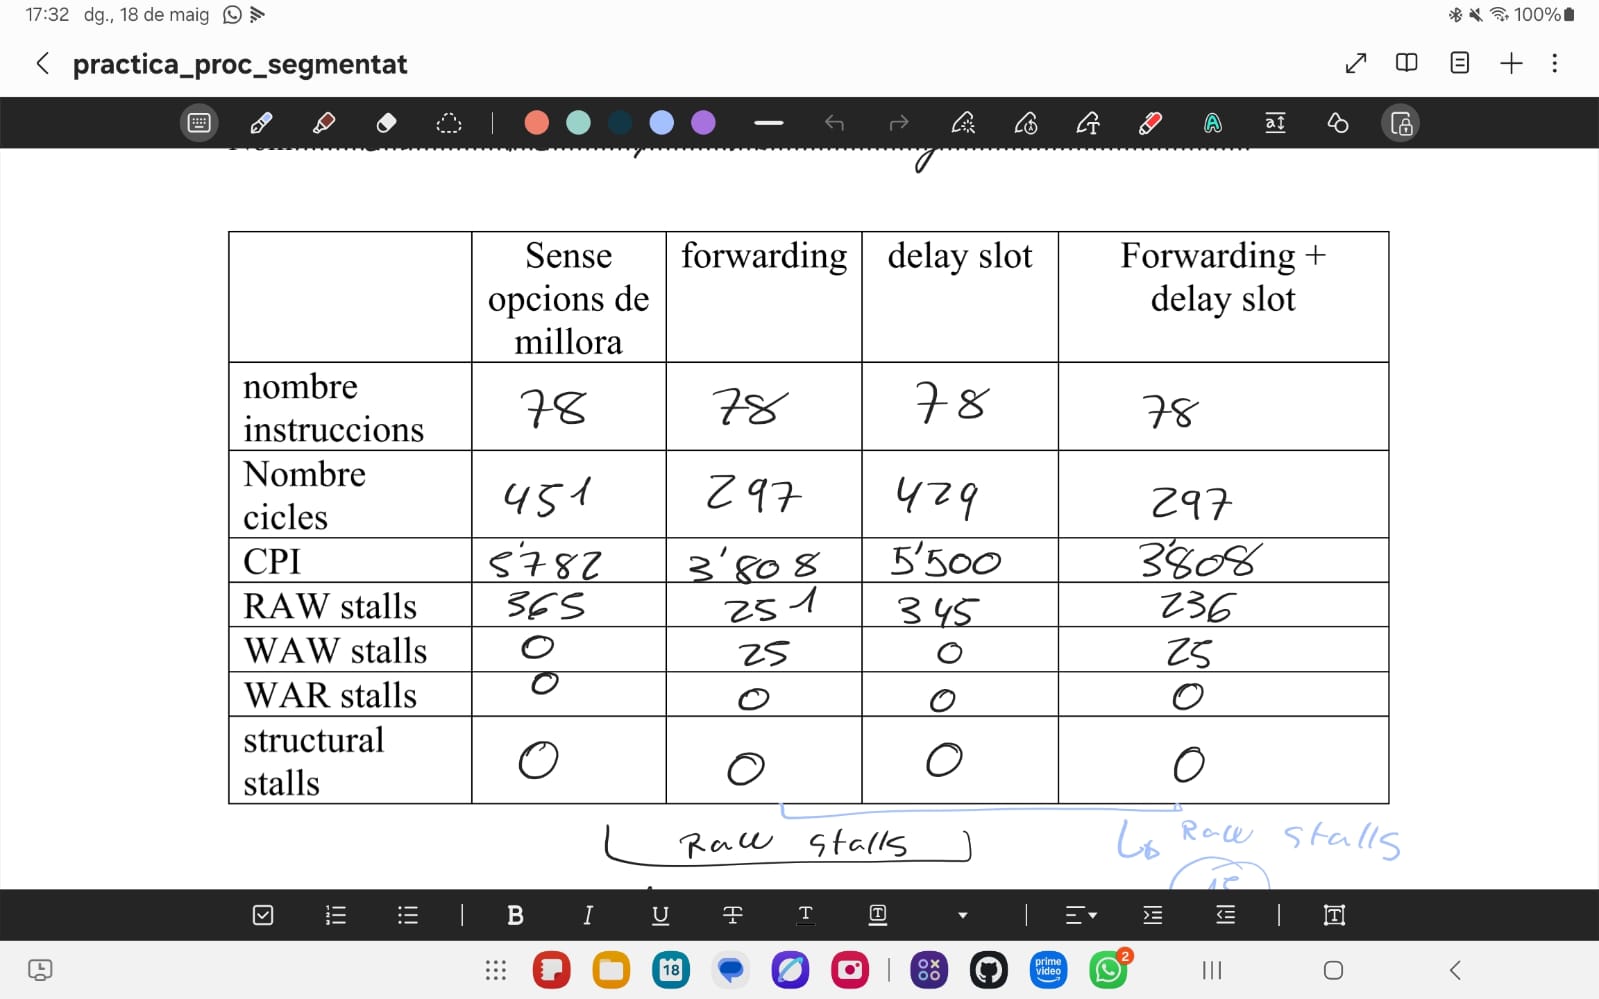 17:32 dg., 18 de maig 100%
practica_proc_segmentat
Sense opcions de millora forwarding delay slot Forwarding + delay slot
nombre instruccions 78 78 78 78
Nombre cicles 451 297 429 297
CPI 5'782 3'808 5'500 3'808
RAW stalls 365 251 345 236
WAW stalls 0 25 0 25
WAR stalls 0 0 0 0
structural stalls 0 0 0 0
Raw stalls
Raw stalls
B I U T T T T
18 prime video 2